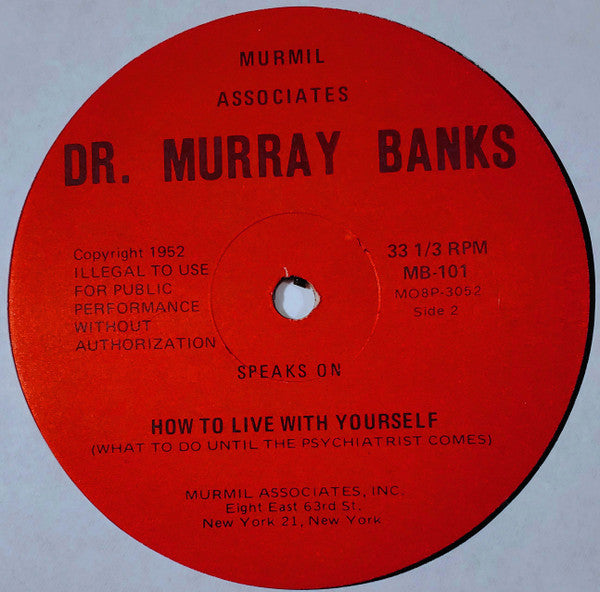 MURMIL
ASSOCIATES
DR. MURRAY BANKS
Copyright 1952
ILLEGAL TO USE
FOR PUBLIC
PERFORMANCE
WITHOUT
AUTHORIZATION
33 1/3 RPM
MB-101
MO8P-3052
Side 2
SPEAKS ON
HOW TO LIVE WITH YOURSELF
(WHAT TO DO UNTIL THE PSYCHIATRIST COMES)
MURMIL ASSOCIATES, INC.
Eight East 63rd St.
New York 21, New York